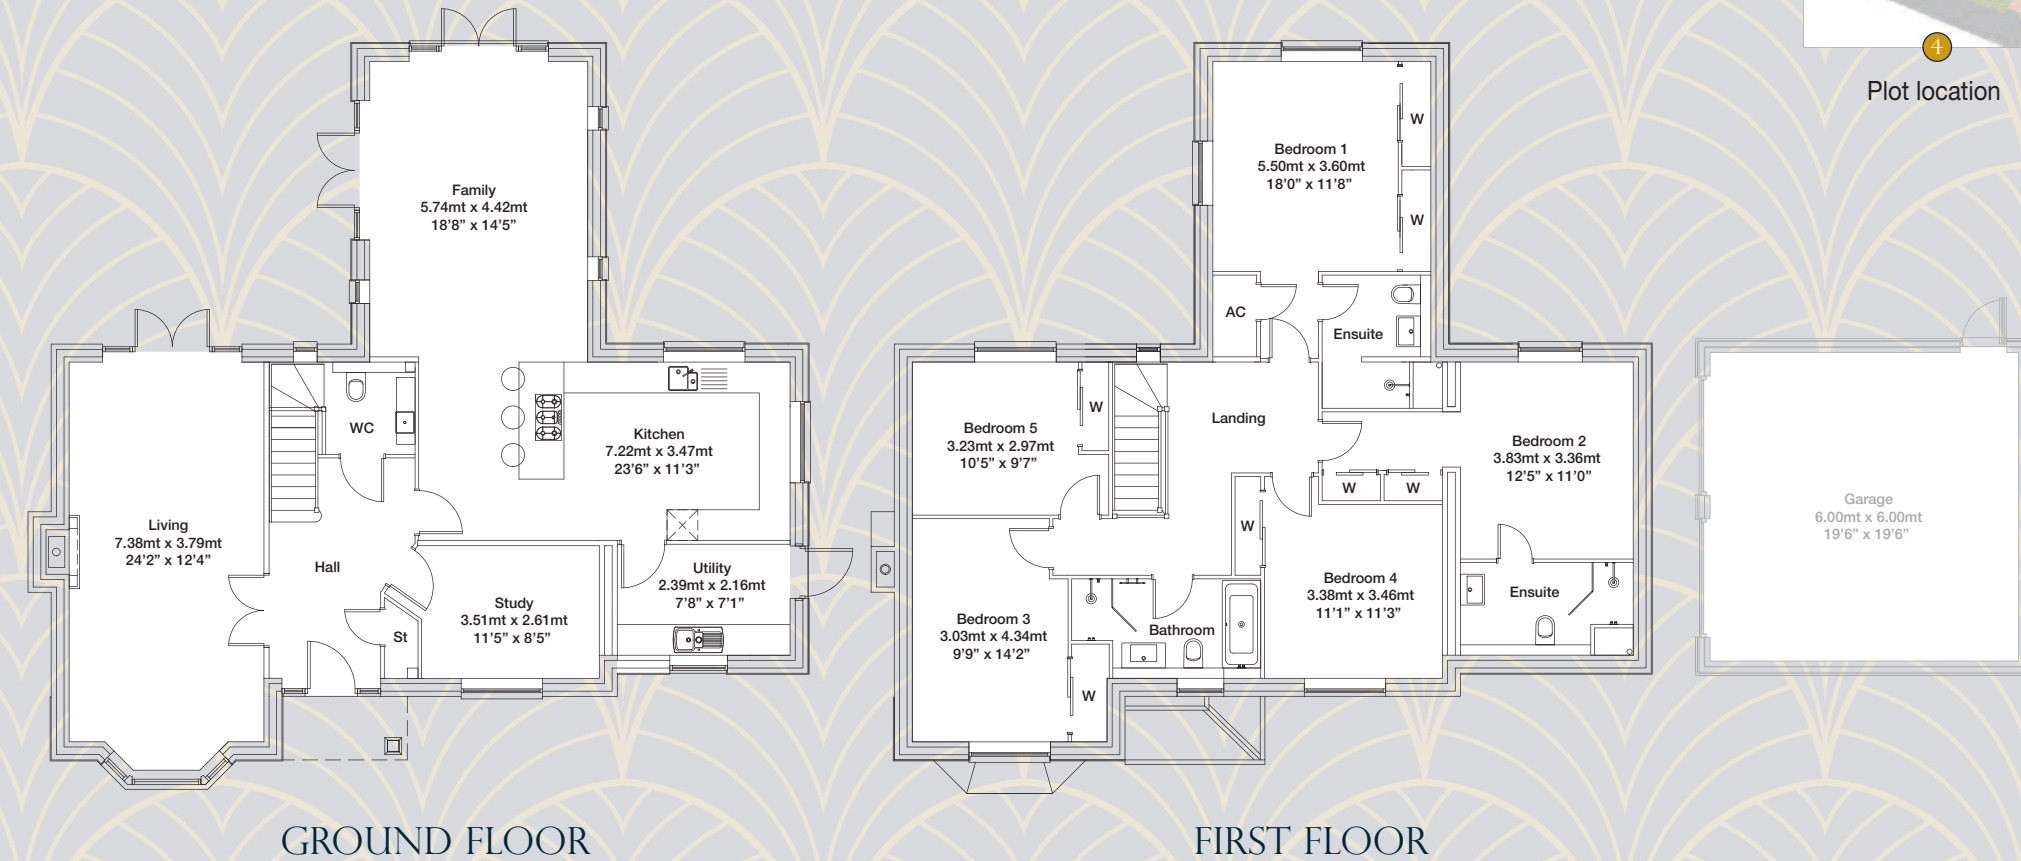 4
Plot location
Family
5.74mt x 4.42mt
18’8” x 14’5”
WC
Kitchen
7.22mt x 3.47mt
23’6” x 11’3”
Living
7.38mt x 3.79mt
24’2” x 12’4”
Hall
Study
3.51mt x 2.61mt
11’5” x 8’5”
Utility
2.39mt x 2.16mt
7’8” x 7’1”
St
GROUND FLOOR
Bedroom 1
5.50mt x 3.60mt
18’0” x 11’8”
W
W
AC
Ensuite
Landing
Bedroom 5
3.23mt x 2.97mt
10’5” x 9’7”
W
Bedroom 2
3.83mt x 3.36mt
12’5” x 11’0”
W
W
W
Bedroom 4
3.38mt x 3.46mt
11’1” x 11’3”
Ensuite
Bedroom 3
3.03mt x 4.34mt
9’9” x 14’2”
Bathroom
W
FIRST FLOOR
Garage
6.00mt x 6.00mt
19’6” x 19’6”